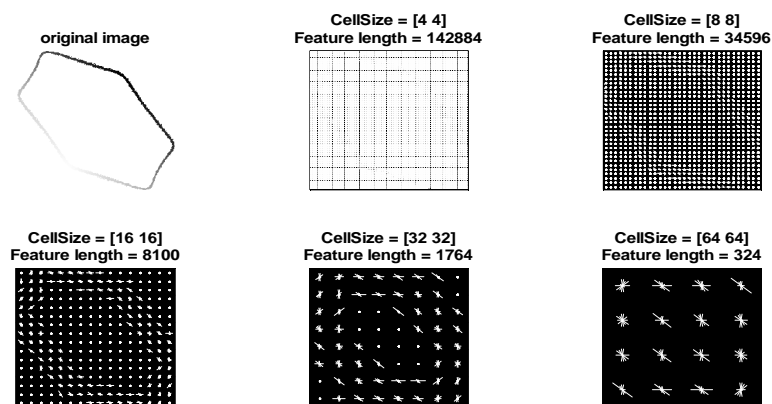 original image
CellSize = [4 4]
Feature length = 142884
CellSize = [8 8]
Feature length = 34596
CellSize = [16 16]
Feature length = 8100
CellSize = [32 32]
Feature length = 1764
CellSize = [64 64]
Feature length = 324